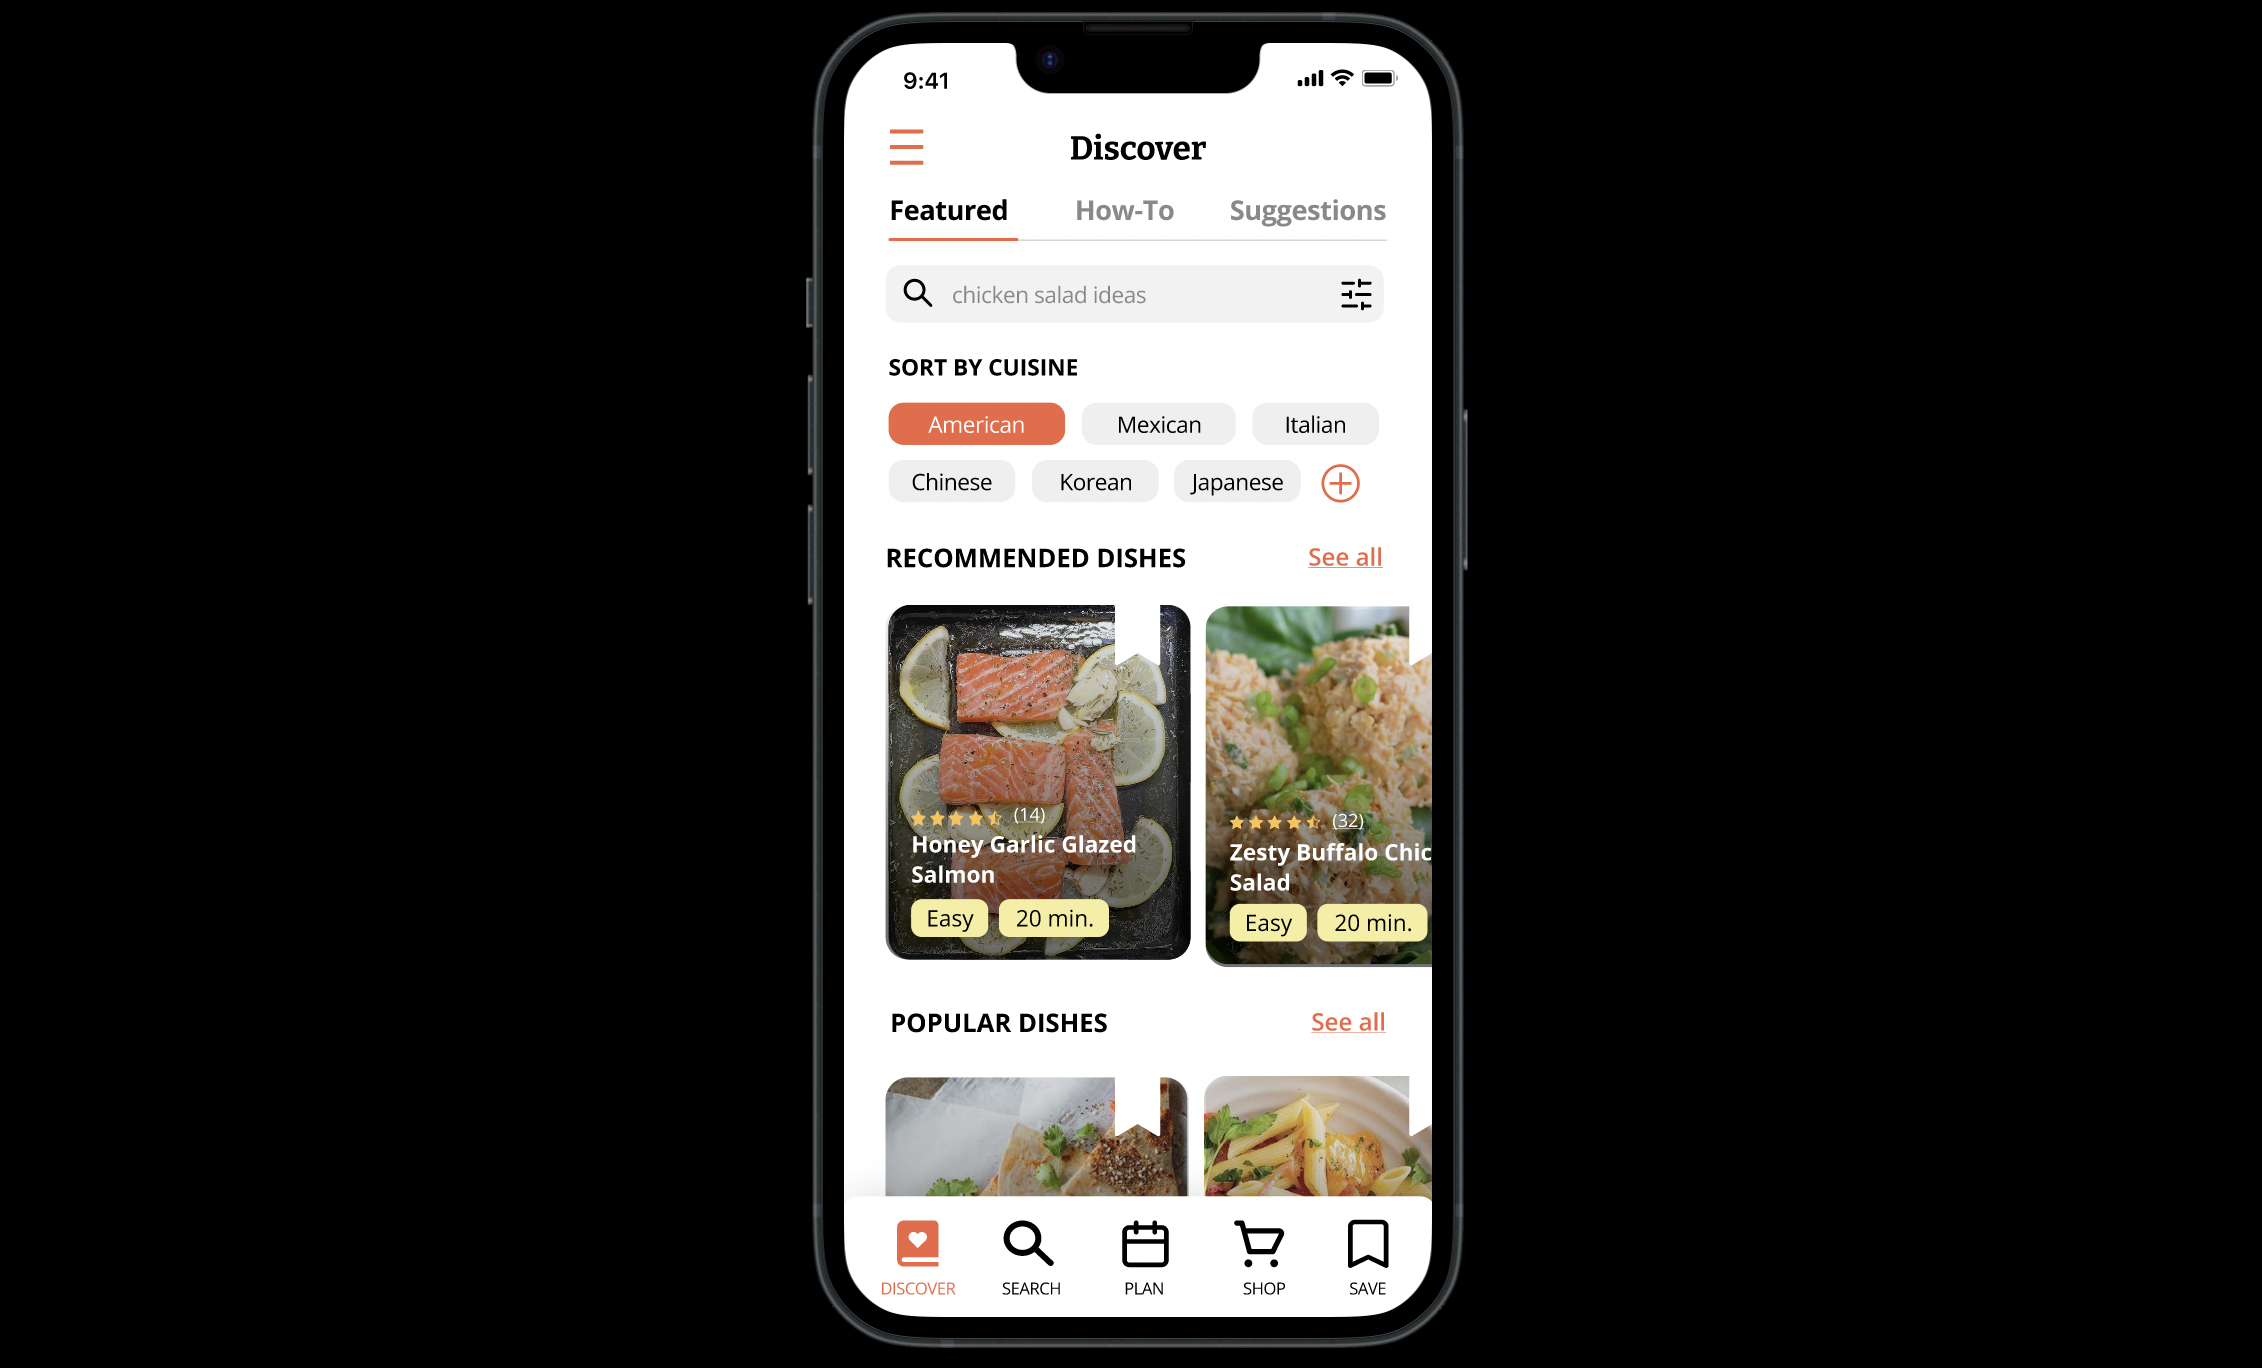 9:41
Discover
Featured How-To Suggestions
chicken salad ideas
SORT BY CUISINE
American Mexican Italian
Chinese Korean Japanese
RECOMMENDED DISHES See all
(14)
Honey Garlic Glazed
Salmon
Easy 20 min.
(32)
Zesty Buffalo Chic
Salad
Easy 20 min.
POPULAR DISHES See all
DISCOVER SEARCH PLAN SHOP SAVE